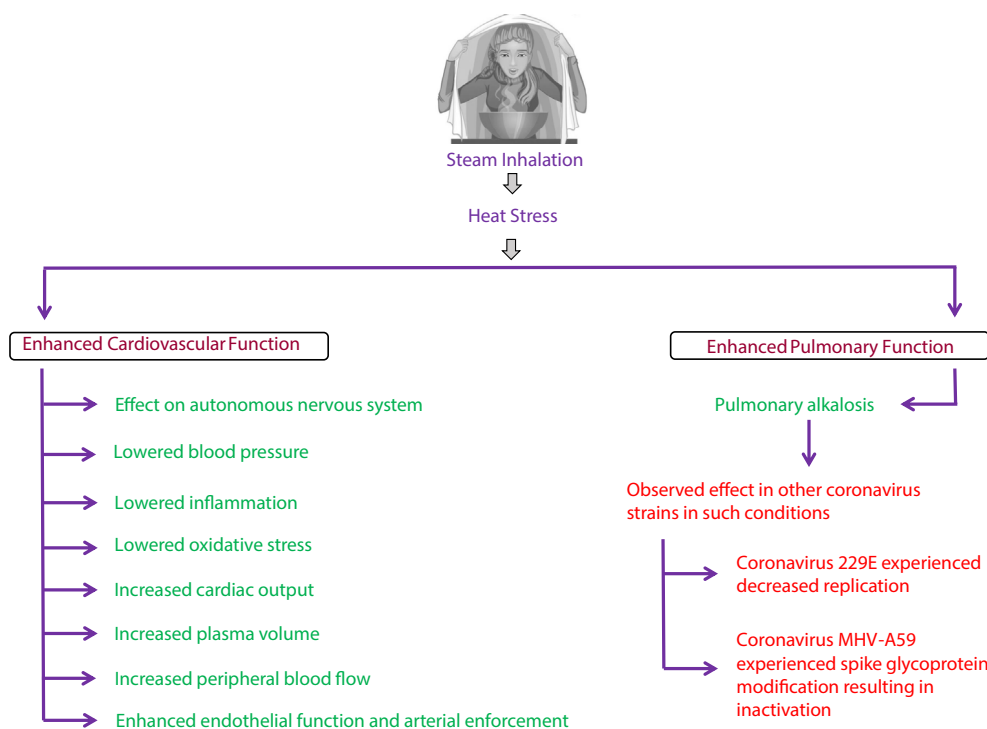 Steam Inhalation
Heat Stress
Enhanced Cardiovascular Function
Effect on autonomous nervous system
Lowered blood pressure
Lowered inflammation
Lowered oxidative stress
Increased cardiac output
Increased plasma volume
Increased peripheral blood flow
Enhanced endothelial function and arterial enforcement
Enhanced Pulmonary Function
Pulmonary alkalosis
Observed effect in other coronavirus
strains in such conditions
Coronavirus 229E experienced
decreased replication
Coronavirus MHV-A59
experienced spike glycoprotein
modification resulting in
inactivation